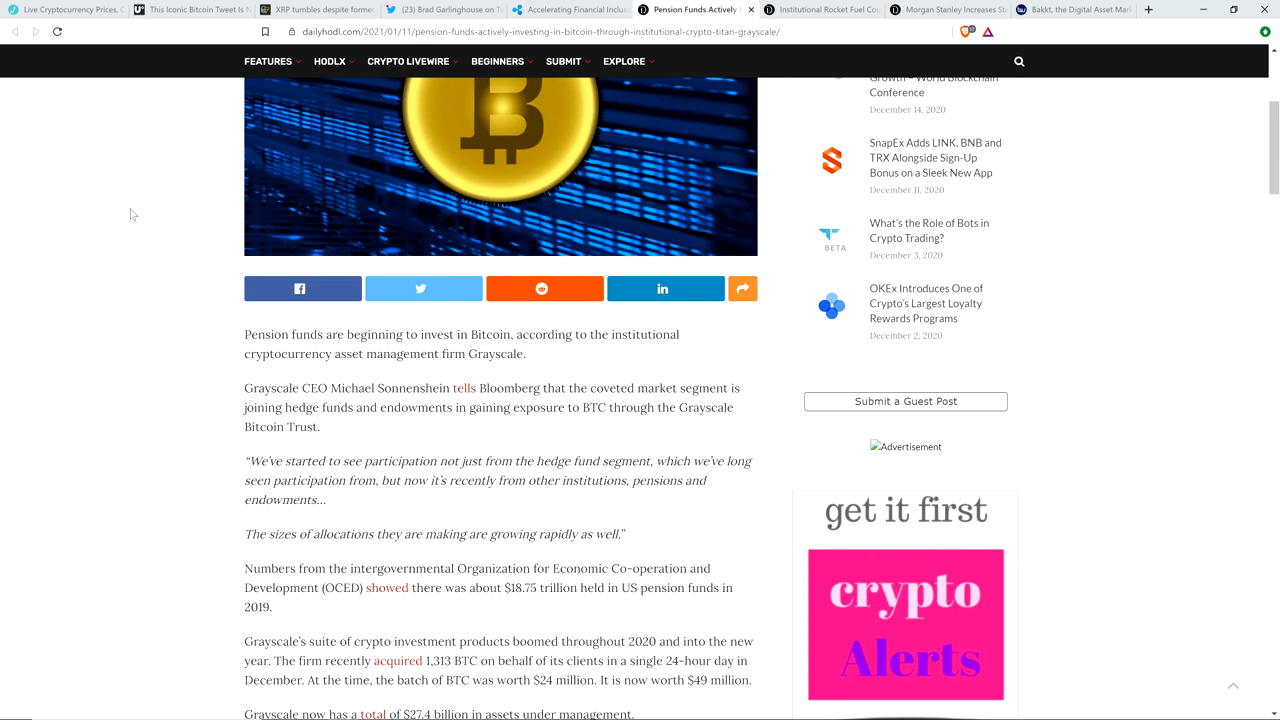 Live Cryptocurrency Prices, C
This Iconic Bitcoin Tweet Is N
XRP tumbles despite former
(23) Brad Garlinghouse on Tw
Accelerating Financial Inclus
Pension Funds Actively I
Institutional Rocket Fuel Cou
Morgan Stanley Increases St
Bakkt, the Digital Asset Mark
dailyhodl.com/2021/01/11/pension-funds-actively-investing-in-bitcoin-through-institutional-crypto-titan-grayscale/
FEATURES
HODLX
CRYPTO LIVEWIRE
BEGINNERS
SUBMIT
EXPLORE
Pension funds are beginning to invest in Bitcoin, according to the institutional
cryptocurrency asset management firm Grayscale.
Grayscale CEO Michael Sonnenshein tells Bloomberg that the coveted market segment is
joining hedge funds and endowments in gaining exposure to BTC through the Grayscale
Bitcoin Trust.
“We’ve started to see participation not just from the hedge fund segment, which we’ve long
seen participation from, but now it’s recently from other institutions, pensions and
endowments…
The sizes of allocations they are making are growing rapidly as well.”
Numbers from the intergovernmental Organization for Economic Co-operation and
Development (OCED) showed there was about $18.75 trillion held in US pension funds in
2019.
Grayscale’s suite of crypto investment products boomed throughout 2020 and into the new
year. The firm recently acquired 1,313 BTC on behalf of its clients in a single 24-hour day in
December. At the time, the batch of BTC was worth $24 million. It is now worth $49 million.
Grayscale now has a total of $27.4 billion in assets under management.
Growth – World Blockchain
Conference
December 14, 2020
SnapEx Adds LINK, BNB and
TRX Alongside Sign-Up
Bonus on a Sleek New App
December 11, 2020
BETA
What’s the Role of Bots in
Crypto Trading?
December 3, 2020
OKEx Introduces One of
Crypto’s Largest Loyalty
Rewards Programs
December 2, 2020
Submit a Guest Post
Advertisement
get it first
crypto
Alerts